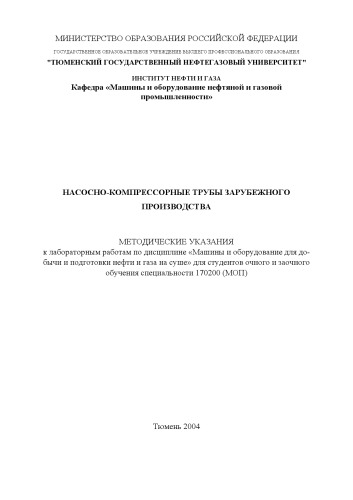 МИНИСТЕРСТВО ОБРАЗОВАНИЯ РОССИЙСКОЙ ФЕДЕРАЦИИ
ГОСУДАРСТВЕННОЕ ОБРАЗОВАТЕЛЬНОЕ УЧРЕЖДЕНИЕ ВЫСШЕГО ПРОФЕССИОНАЛЬНОГО ОБРАЗОВАНИЯ
"ТЮМЕНСКИЙ ГОСУДАРСТВЕННЫЙ НЕФТЕГАЗОВЫЙ УНИВЕРСИТЕТ"
ИНСТИТУТ НЕФТИ И ГАЗА
Кафедра «Машины и оборудование нефтяной и газовой
промышленности»
НАСОСНО-КОМПРЕССОРНЫЕ ТРУБЫ ЗАРУБЕЖНОГО
ПРОИЗВОДСТВА
МЕТОДИЧЕСКИЕ УКАЗАНИЯ
к лабораторным работам по дисциплине «Машины и оборудование для до-
бычи и подготовки нефти и газа на суше» для студентов очного и заочного
обучения специальности 170200 (МОП)
Тюмень 2004